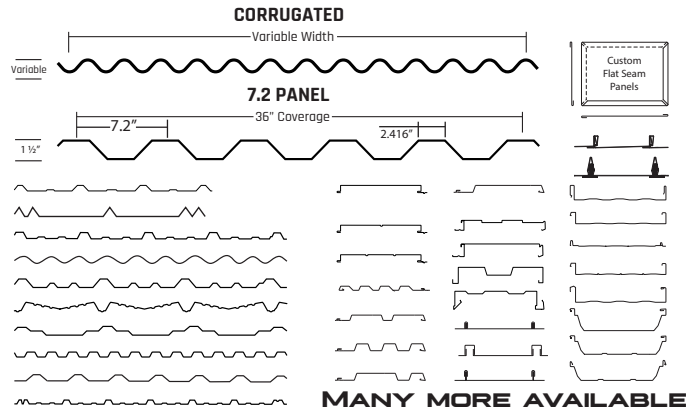 CORRUGATED
Variable Width
Variable
7.2 PANEL
36" Coverage
7.2"
2.416"
1 ½"
Custom
Flat Seam
Panels
MANY MORE AVAILABLE